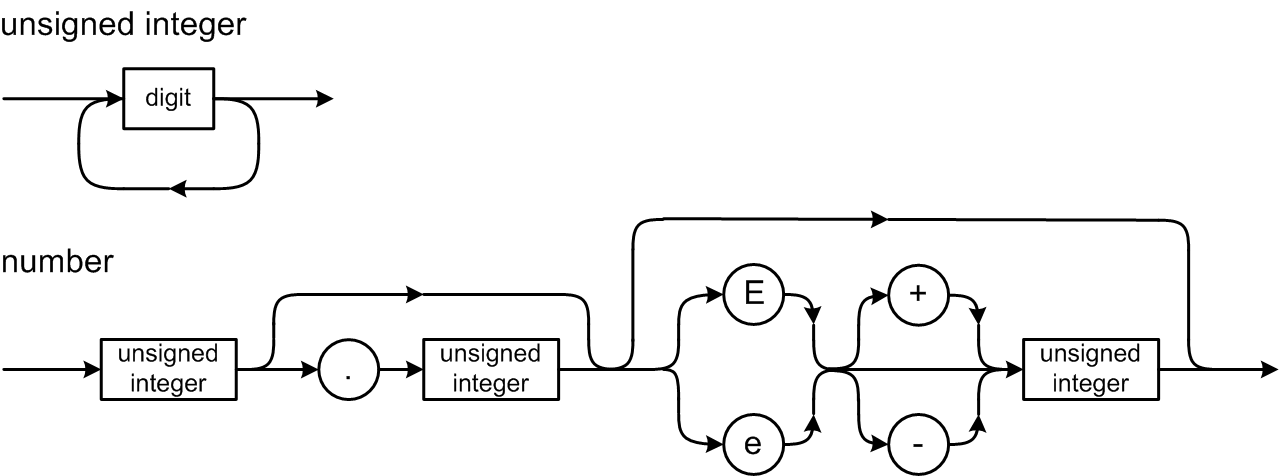 unsigned integer
digit
number
E
+
unsigned
integer
.
unsigned
integer
unsigned
integer
e
-